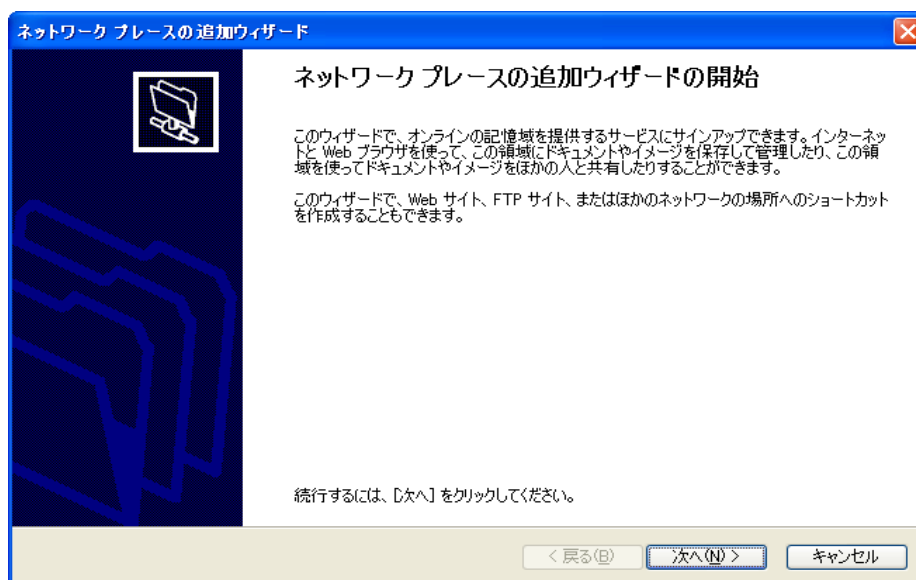 ネットワーク プレースの追加ウィザード
ネットワーク プレースの追加ウィザードの開始
このウィザードで、オンラインの記憶域を提供するサービスにサインアップできます。インターネッ
トと Web ブラウザを使って、この領域にドキュメントやイメージを保存して管理したり、この領
域を使ってドキュメントやイメージをほかの人と共有したりすることができます。
このウィザードで、Web サイト、FTP サイト、またはほかのネットワークの場所へのショートカット
を作成することもできます。
続行するには、[次へ] をクリックしてください。
< 戻る(B) 次へ(N) > キャンセル